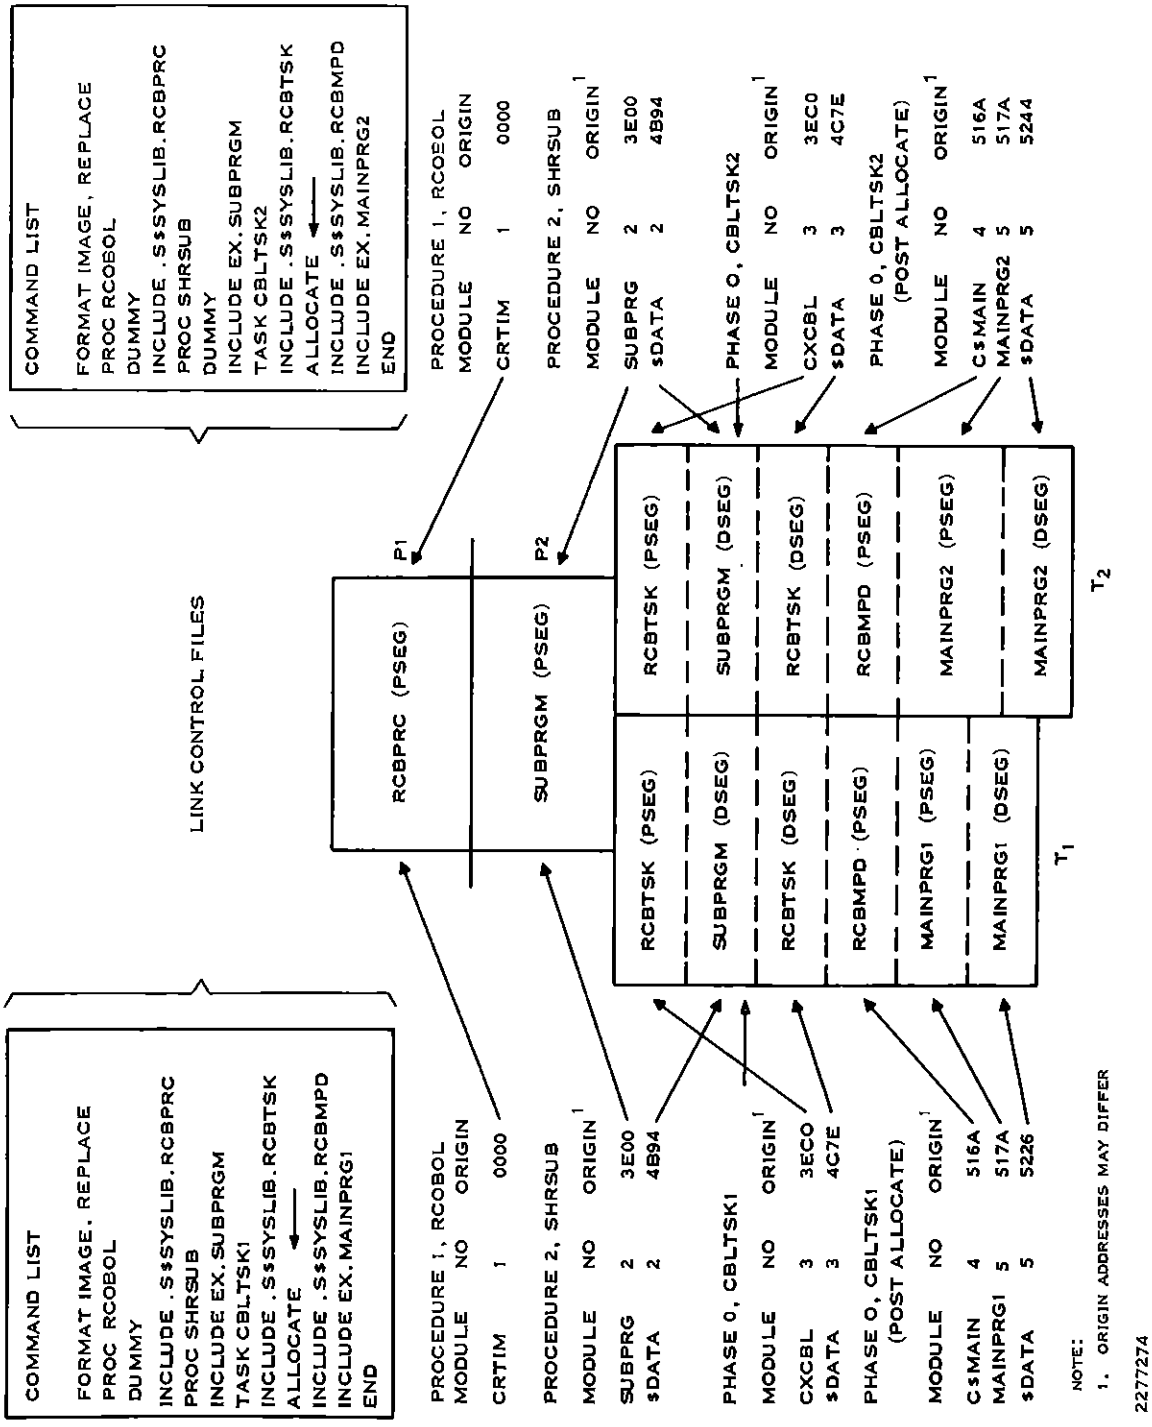 LINK CONTROL FILES
COMMAND LIST
FORMAT IMAGE, REPLACE
PROC RCOBOL
DUMMY
INCLUDE .S$SYSLIB.RCBPRC
PROC SHRSUB
INCLUDE EX.SUBPRGM
TASK CBLTSK1
INCLUDE .S$SYSLIB.RCBTSK
ALLOCATE
INCLUDE .S$SYSLIB.RCBMPD
INCLUDE EX.MAINPRG1
END
PROCEDURE 1, RCOBOL
MODULE NO ORIGIN
CRTIM 1 0000
PROCEDURE 2, SHRSUB
MODULE NO ORIGIN1
SUBPRG 2 3E00
$DATA 2 4B94
PHASE 0, CBLTSK1
MODULE NO ORIGIN1
CXCBL 3 3EC0
$DATA 3 4C7E
PHASE 0, CBLTSK1
(POST ALLOCATE)
MODULE NO ORIGIN1
C$MAIN 4 516A
MAINPRG1 5 517A
$DATA 5 5226
RCBPRC (PSEG)
P1
SUBPRGM (PSEG)
P2
RCBTSK (PSEG)
SUBPRGM (DSEG)
RCBTSK (DSEG)
RCBMPD (PSEG)
MAINPRG1 (PSEG)
MAINPRG1 (DSEG)
T1
RCBTSK (PSEG)
SUBPRGM (DSEG)
RCBTSK (DSEG)
RCBMPD (PSEG)
MAINPRG2 (PSEG)
MAINPRG2 (DSEG)
T2
COMMAND LIST
FORMAT IMAGE, REPLACE
PROC RCOBOL
DUMMY
INCLUDE .S$SYSLIB.RCBPRC
PROC SHRSUB
DUMMY
INCLUDE EX.SUBPRGM
TASK CBLTSK2
INCLUDE .S$SYSLIB.RCBTSK
ALLOCATE
INCLUDE .S$SYSLIB.RCBMPD
INCLUDE EX.MAINPRG2
END
PROCEDURE 1, RCOBOL
MODULE NO ORIGIN
CRTIM 1 0000
PROCEDURE 2, SHRSUB
MODULE NO ORIGIN1
SUBPRG 2 3E00
$DATA 2 4B94
PHASE 0, CBLTSK2
MODULE NO ORIGIN1
CXCBL 3 3EC0
$DATA 3 4C7E
PHASE 0, CBLTSK2
(POST ALLOCATE)
MODULE NO ORIGIN1
C$MAIN 4 516A
MAINPRG2 5 517A
$DATA 5 5244
NOTE:
1. ORIGIN ADDRESSES MAY DIFFER
2277274